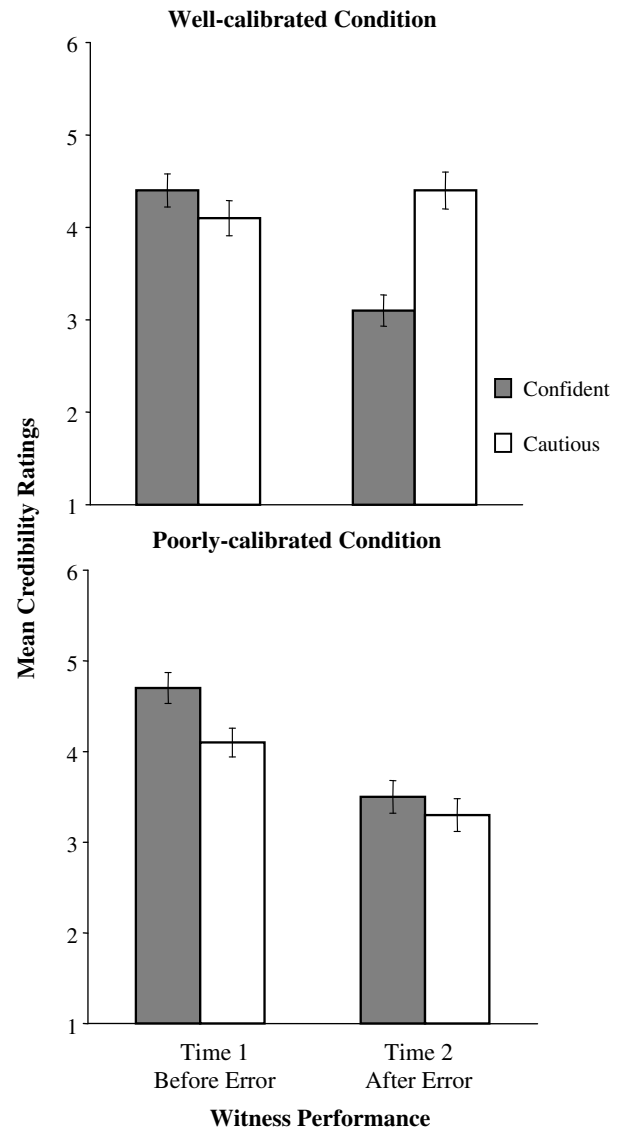 Well-calibrated Condition
6
5
4
3
2
1
Confident
Cautious
Mean Credibility Ratings
Poorly-calibrated Condition
6
5
4
3
2
1
Time 1
Before Error
Time 2
After Error
Witness Performance